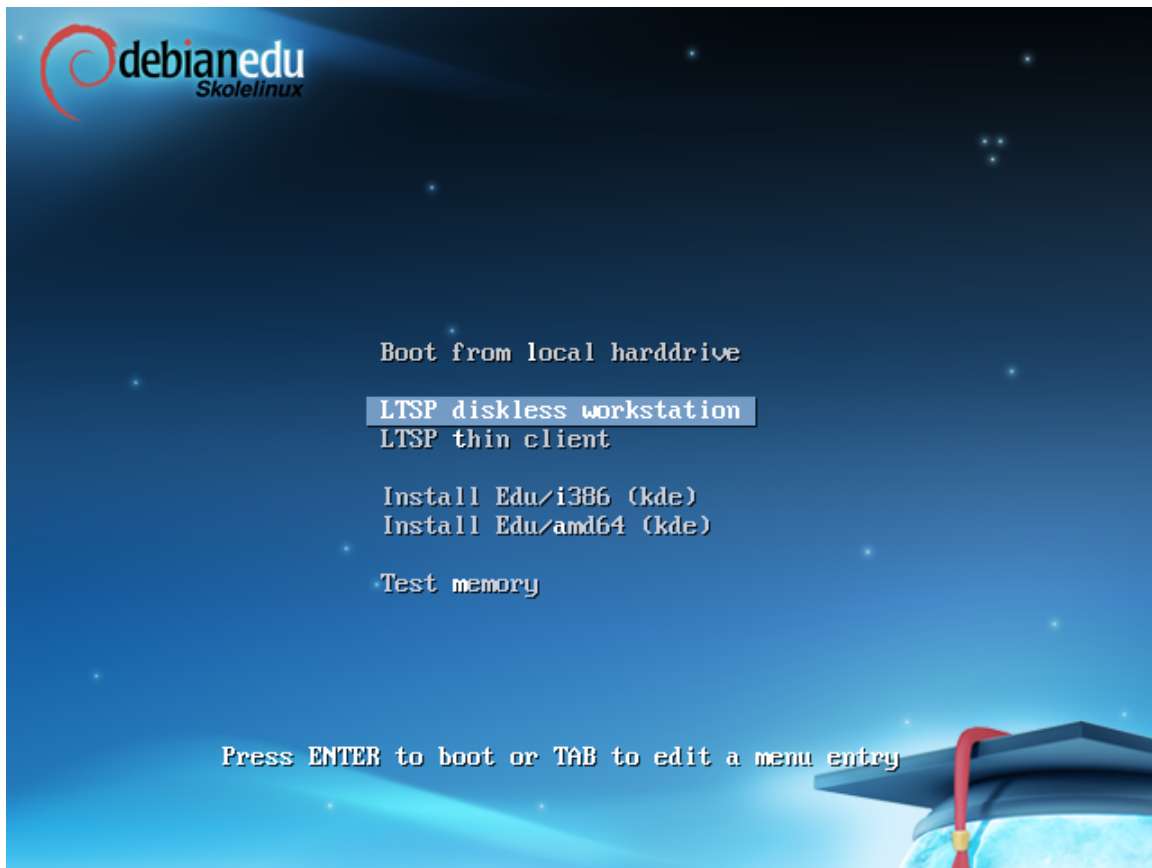 debianedu
Skolelinux
Boot from local harddrive
LTSP diskless workstation
LTSP thin client
Install Edu/i386 (kde)
Install Edu/amd64 (kde)
Test memory
Press ENTER to boot or TAB to edit a menu entry